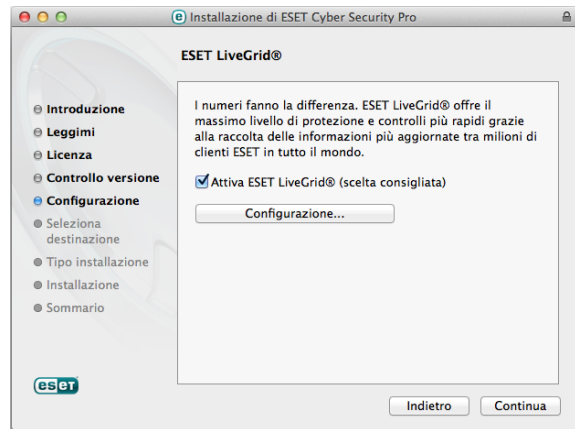 Installazione di ESET Cyber Security Pro
ESET LiveGrid®
Introduzione
Leggimi
Licenza
Controllo versione
Configurazione
Seleziona
destinazione
Tipo installazione
Installazione
Sommario
I numeri fanno la differenza. ESET LiveGrid® offre il
massimo livello di protezione e controlli più rapidi grazie
alla raccolta delle informazioni più aggiornate tra milioni di
clienti ESET in tutto il mondo.
Attiva ESET LiveGrid® (scelta consigliata)
Configurazione...
eseT
Indietro
Continua